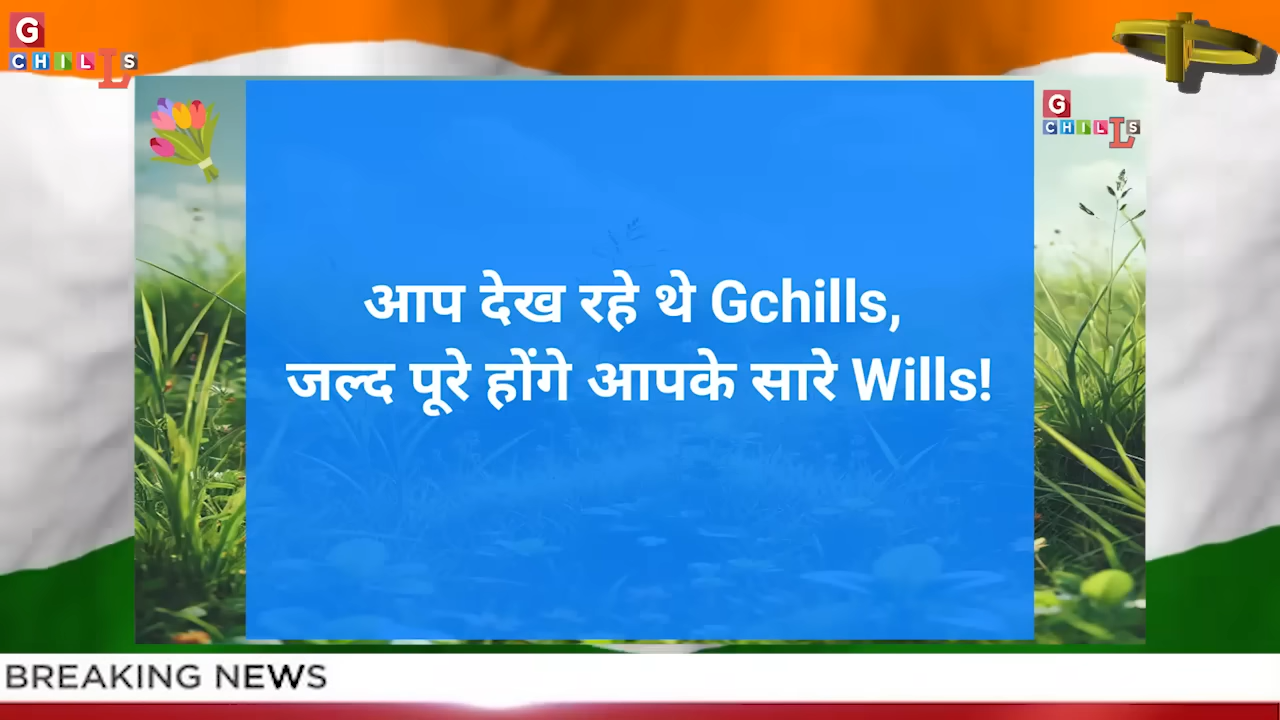 G
CHILLS
G
CHILLS
आप देख रहे थे Gchills,
जल्द पूरे होंगे आपके सारे Wills!
BREAKING NEWS